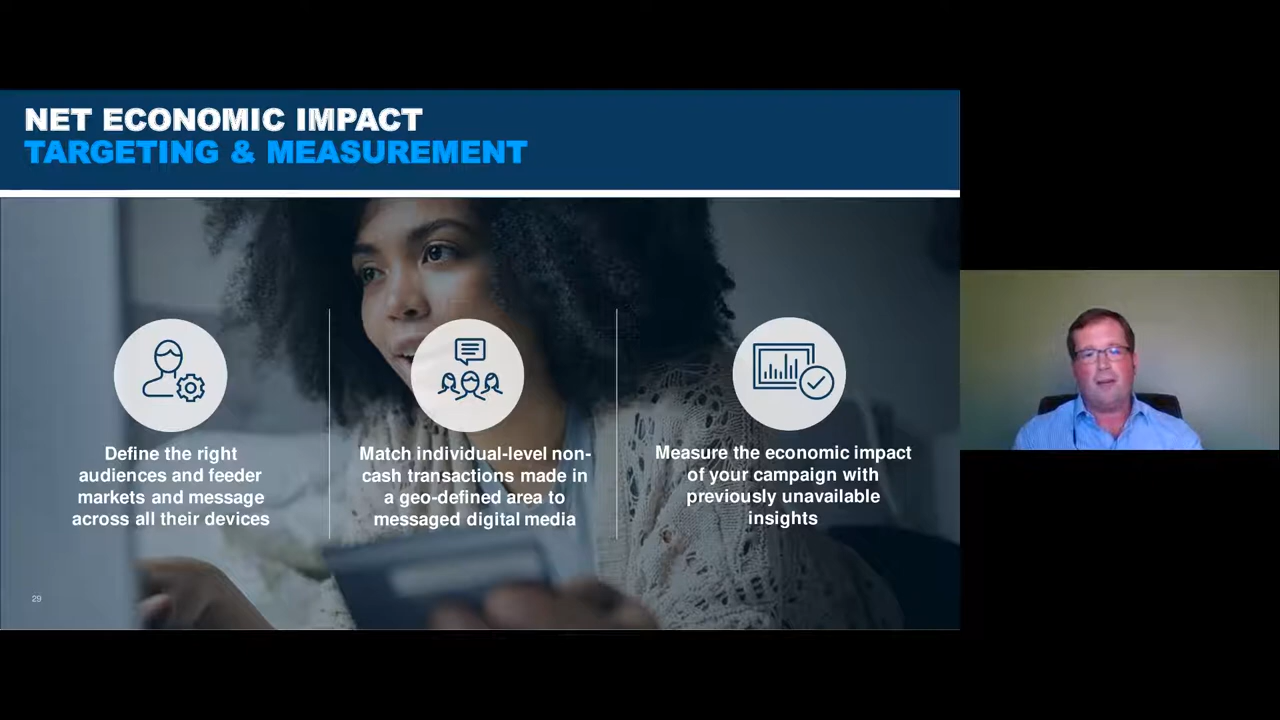 NET ECONOMIC IMPACT
TARGETING & MEASUREMENT
Define the right
audiences and feeder
markets and message
across all their devices
Match individual-level non-
cash transactions made in
a geo-defined area to
messaged digital media
Measure the economic impact
of your campaign with
previously unavailable
insights
29